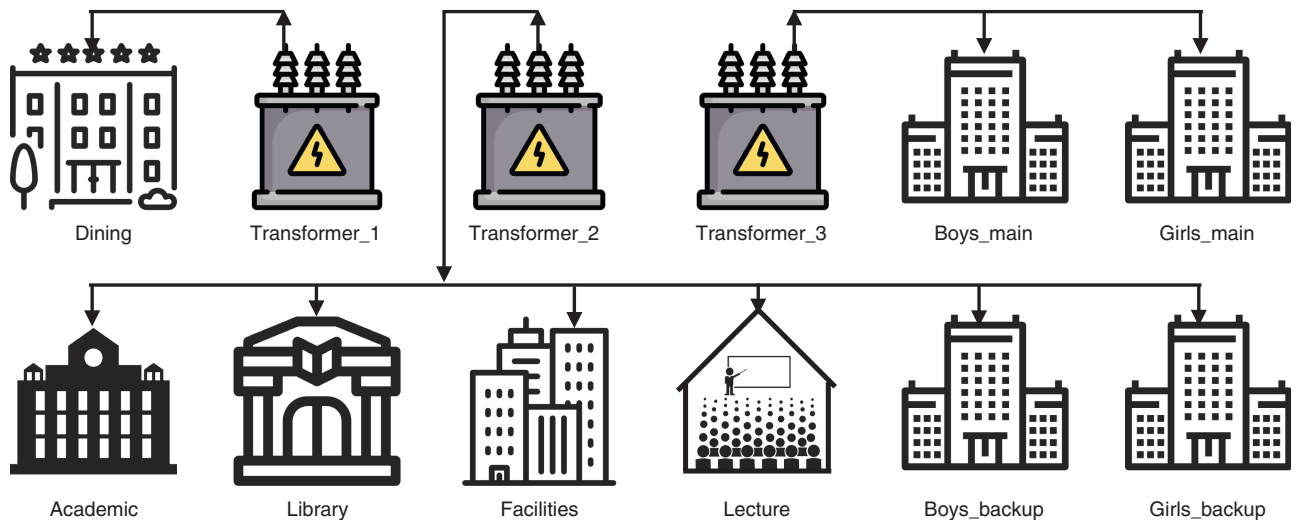 Dining
Transformer_1
Transformer_2
Transformer_3
Boys_main
Girls_main
Academic
Library
Facilities
Lecture
Boys_backup
Girls_backup